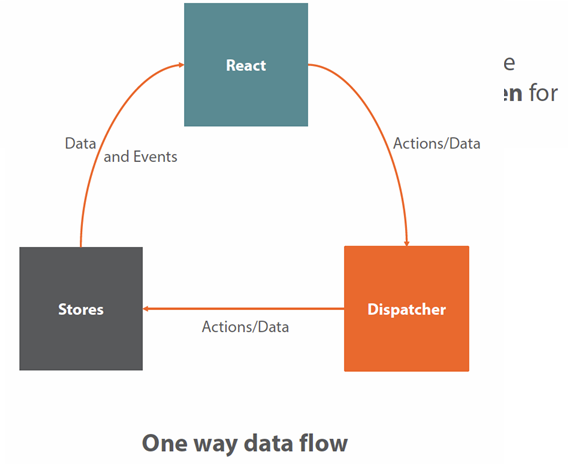 React
e
en for
Data
and Events
Actions/Data
Stores
Dispatcher
Actions/Data
One way data flow